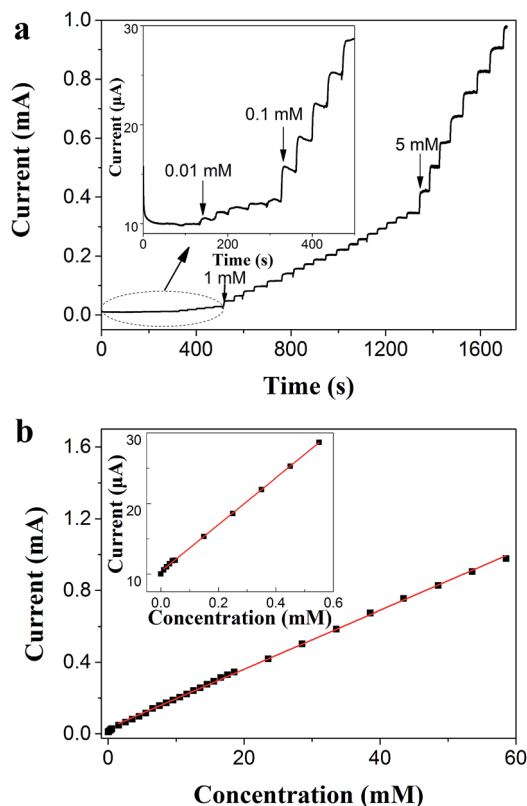 a
1.0
0.8
0.6
0.4
0.2
0.0
Current (mA)
0
400
800
1200
1600
Time (s)
30
20
10
Current (µA)
0
200
400
Time (s)
0.01 mM
0.1 mM
1 mM
5 mM
b
1.6
1.2
0.8
0.4
0.0
Current (mA)
0
20
40
60
Concentration (mM)
30
20
10
Current (µA)
0.0
0.2
0.4
0.6
Concentration (mM)